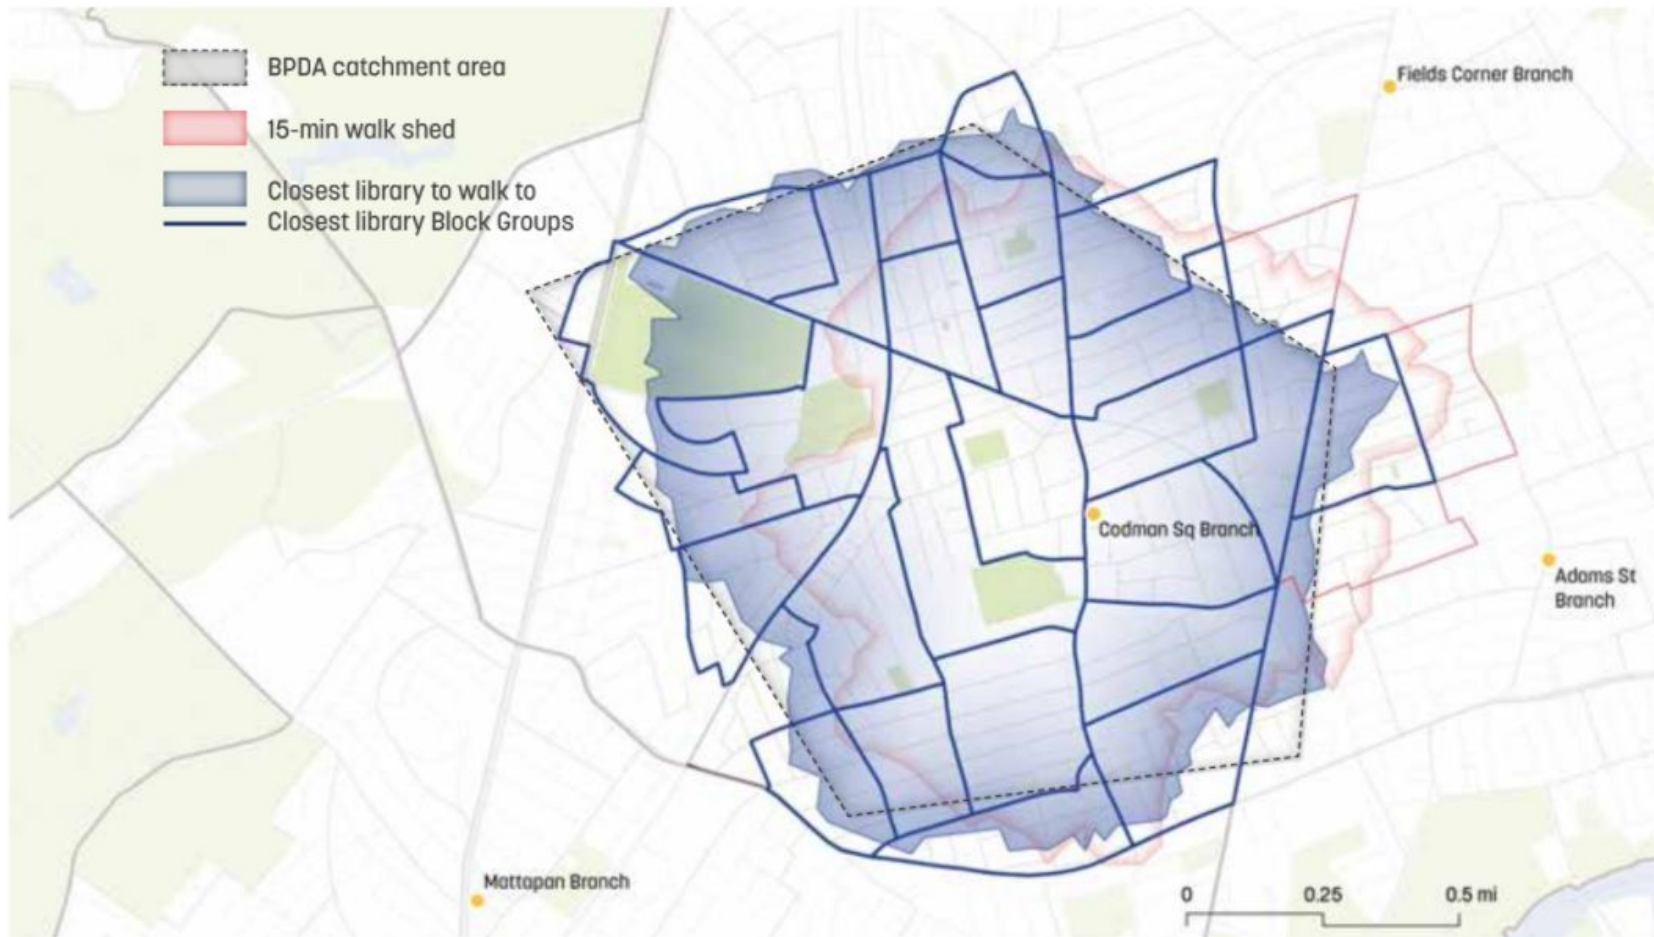 BPDA catchment area
15-min walk shed
Closest library to walk to
Closest library Block Groups
Fields Corner Branch
Codman Sq Branch
Adams St
Branch
Mattapan Branch
0 0.25 0.5 mi